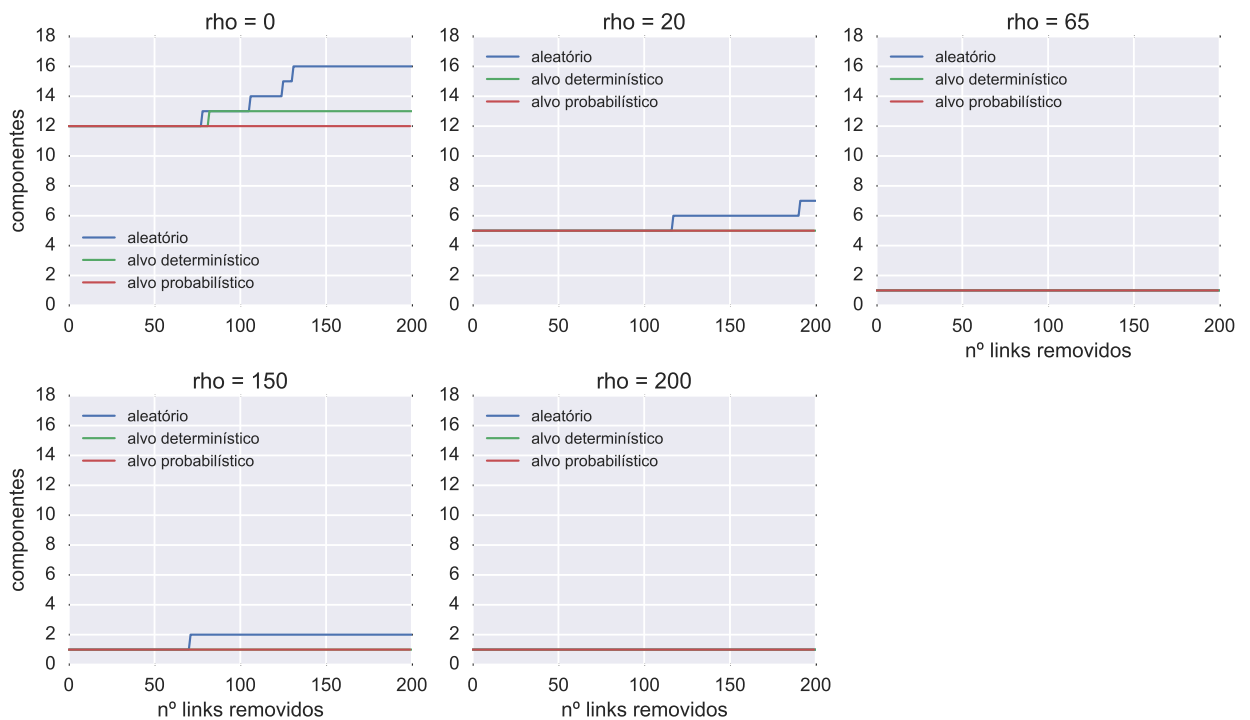 rho = 0
18
16
14
12
10
8
6
4
2
0
componentes
aleatório
alvo determinístico
alvo probabilístico
0 50 100 150 200
rho = 20
18
16
14
12
10
8
6
4
2
0
aleatório
alvo determinístico
alvo probabilístico
0 50 100 150 200
rho = 65
18
16
14
12
10
8
6
4
2
0
aleatório
alvo determinístico
alvo probabilístico
0 50 100 150 200
nº links removidos
rho = 150
18
16
14
12
10
8
6
4
2
0
componentes
aleatório
alvo determinístico
alvo probabilístico
0 50 100 150 200
nº links removidos
rho = 200
18
16
14
12
10
8
6
4
2
0
aleatório
alvo determinístico
alvo probabilístico
0 50 100 150 200
nº links removidos